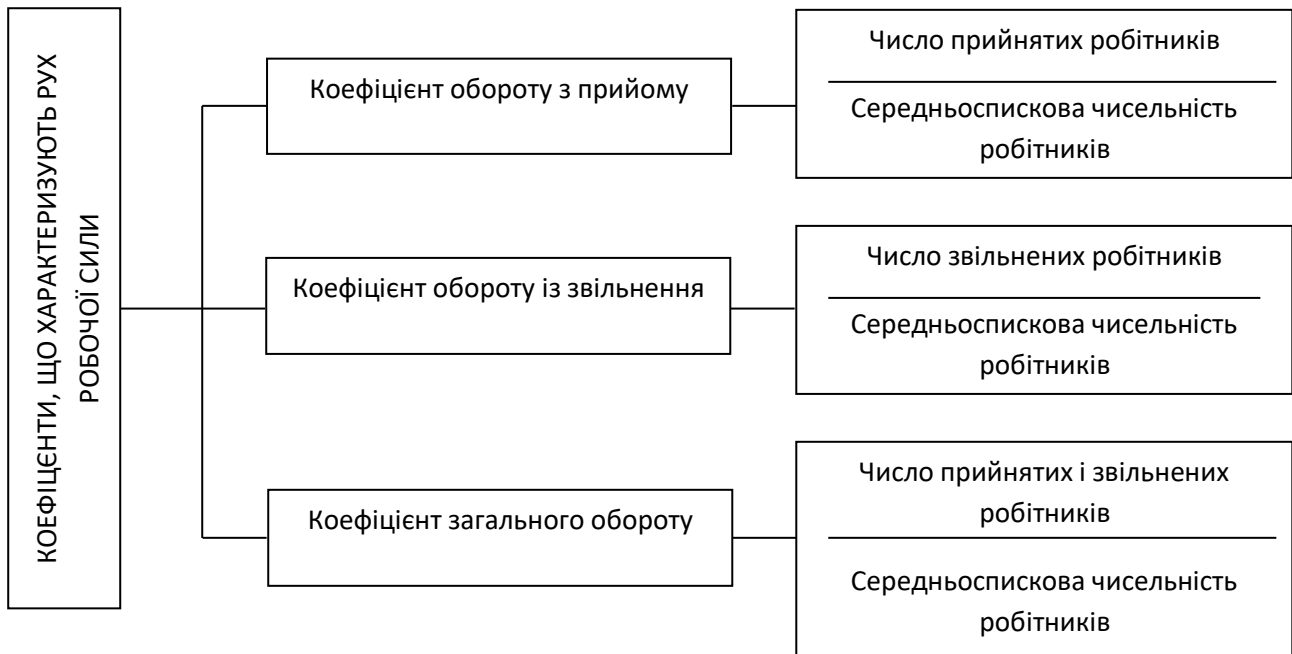 КОЕФІЦЄНТИ, ЩО ХАРАКТЕРИЗУЮТЬ РУХ
РОБОЧОЇ СИЛИ
Коефіцієнт обороту з прийому
Число прийнятих робітників
Середньоспискова чисельність
робітників
Коефіцієнт обороту із звільнення
Число звільнених робітників
Середньоспискова чисельність
робітників
Коефіцієнт загального обороту
Число прийнятих і звільнених
робітників
Середньоспискова чисельність
робітників